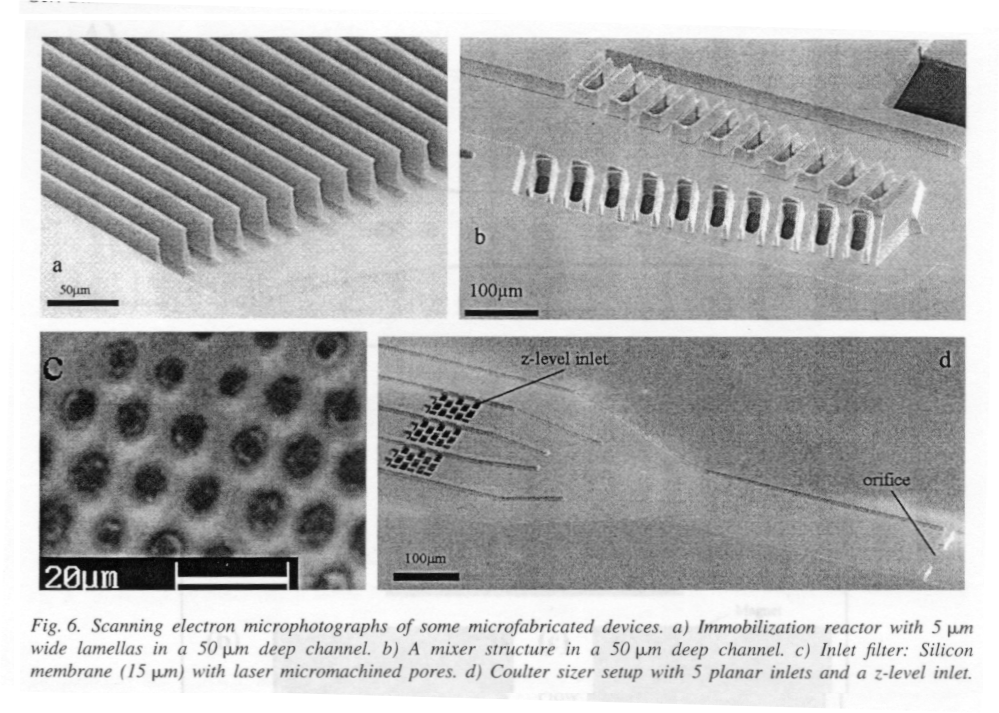 a
50µm
b
100µm
C
20µm
z-level inlet
d
orifice
100µm
Fig. 6. Scanning electron microphotographs of some microfabricated devices. a) Immobilization reactor with 5 µm
wide lamellas in a 50 µm deep channel. b) A mixer structure in a 50 µm deep channel. c) Inlet filter: Silicon
membrane (15 µm) with laser micromachined pores. d) Coulter sizer setup with 5 planar inlets and a z-level inlet.